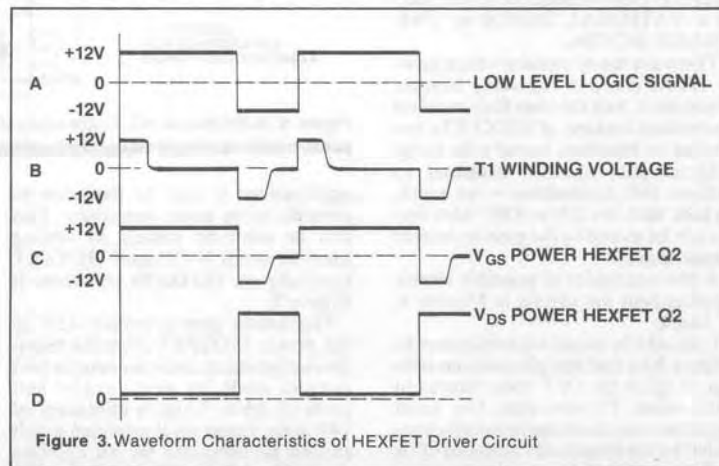 +12V
A 0 LOW LEVEL LOGIC SIGNAL
-12V
+12V
B 0 T1 WINDING VOLTAGE
-12V
+12V
C 0 VGS POWER HEXFET Q2
-12V
VDS POWER HEXFET Q2
D 0
Figure 3. Waveform Characteristics of HEXFET Driver Circuit